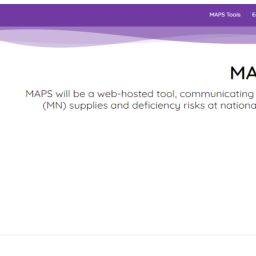 MAPS Tools
MA
MAPS will be a web-hosted tool, communicating
(MN) supplies and deficiency risks at nationa